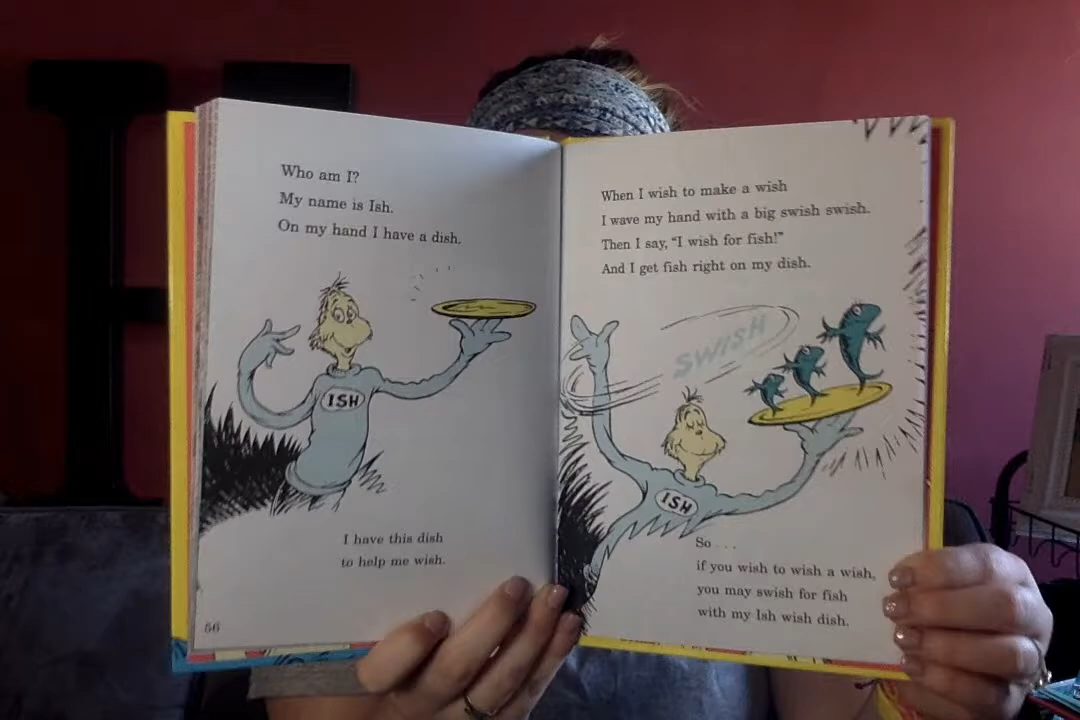 Who am I?
My name is Ish.
On my hand I have a dish.
ISH
I have this dish
to help me wish.
56
When I wish to make a wish
I wave my hand with a big swish swish.
Then I say, "I wish for fish!"
And I get fish right on my dish.
SWISH
ISH
So . . .
if you wish to wish a wish,
you may swish for fish
with my Ish wish dish.